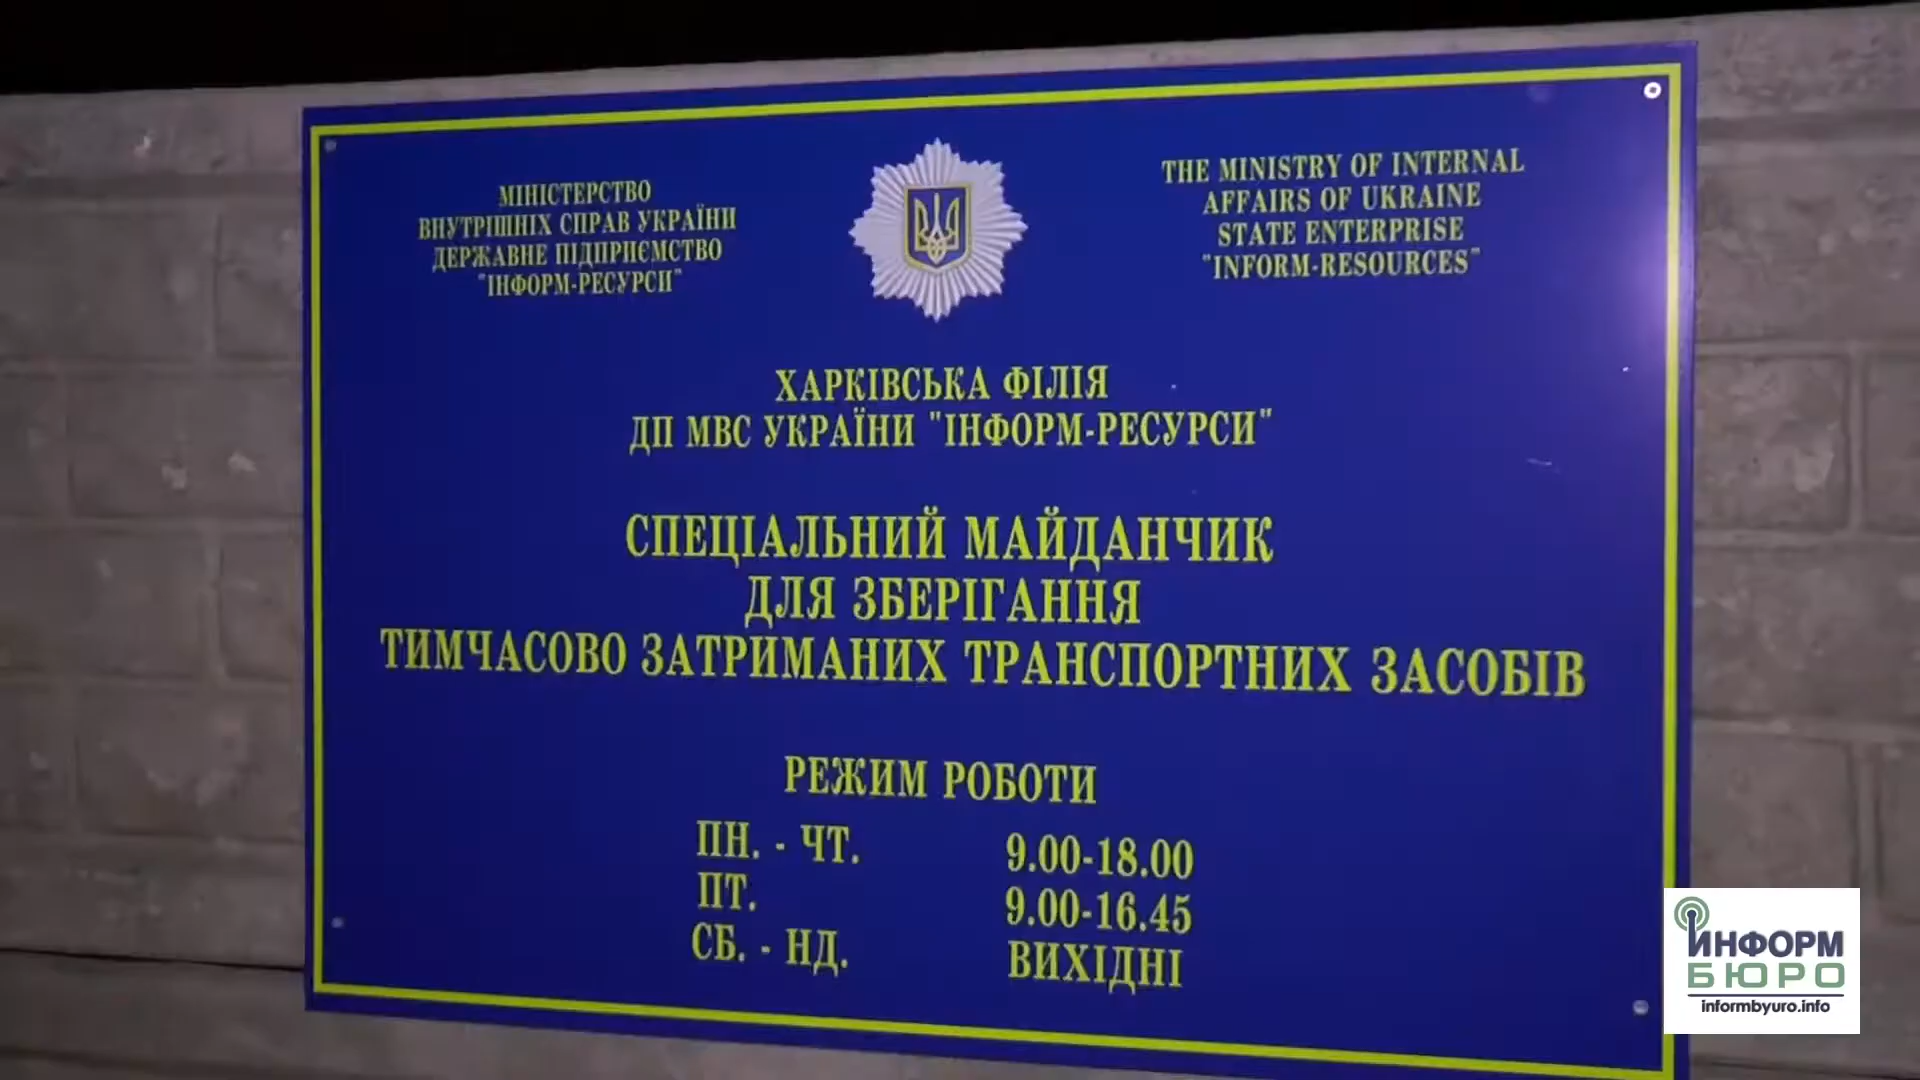 МІНІСТЕРСТВО
ВНУТРІШНІХ СПРАВ УКРАЇНИ
ДЕРЖАВНЕ ПІДПРИЄМСТВО
"ІНФОРМ-РЕСУРСИ"
THE MINISTRY OF INTERNAL
AFFAIRS OF UKRAINE
STATE ENTERPRISE
"INFORM-RESOURCES"
ХАРКІВСЬКА ФІЛІЯ
ДП МВС УКРАЇНИ "ІНФОРМ-РЕСУРСИ"
СПЕЦІАЛЬНИЙ МАЙДАНЧИК
ДЛЯ ЗБЕРІГАННЯ
ТИМЧАСОВО ЗАТРИМАНИХ ТРАНСПОРТНИХ ЗАСОБІВ
РЕЖИМ РОБОТИ
ПН. - ЧТ. 9.00-18.00
ПТ. 9.00-16.45
СБ. - НД. ВИХІДНІ
ИНФОРМ
БЮРО
informbyuro.info